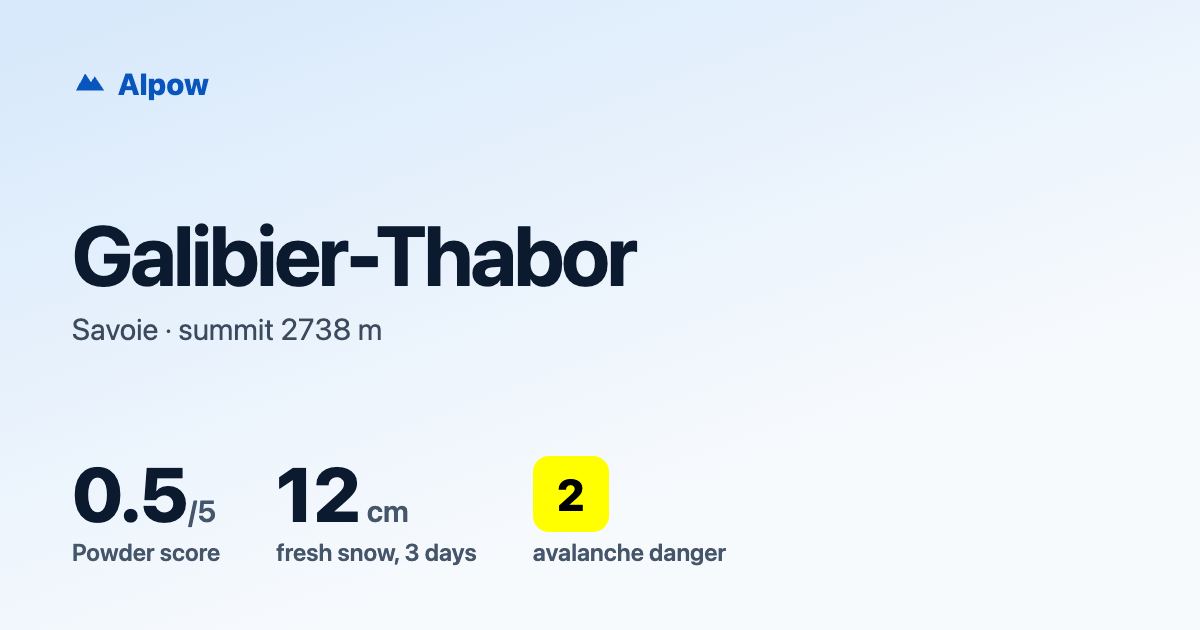 Alpow
Galibier-Thabor
Savoie · summit 2738 m
0.5/5 12 cm 2
Powder score fresh snow, 3 days avalanche danger